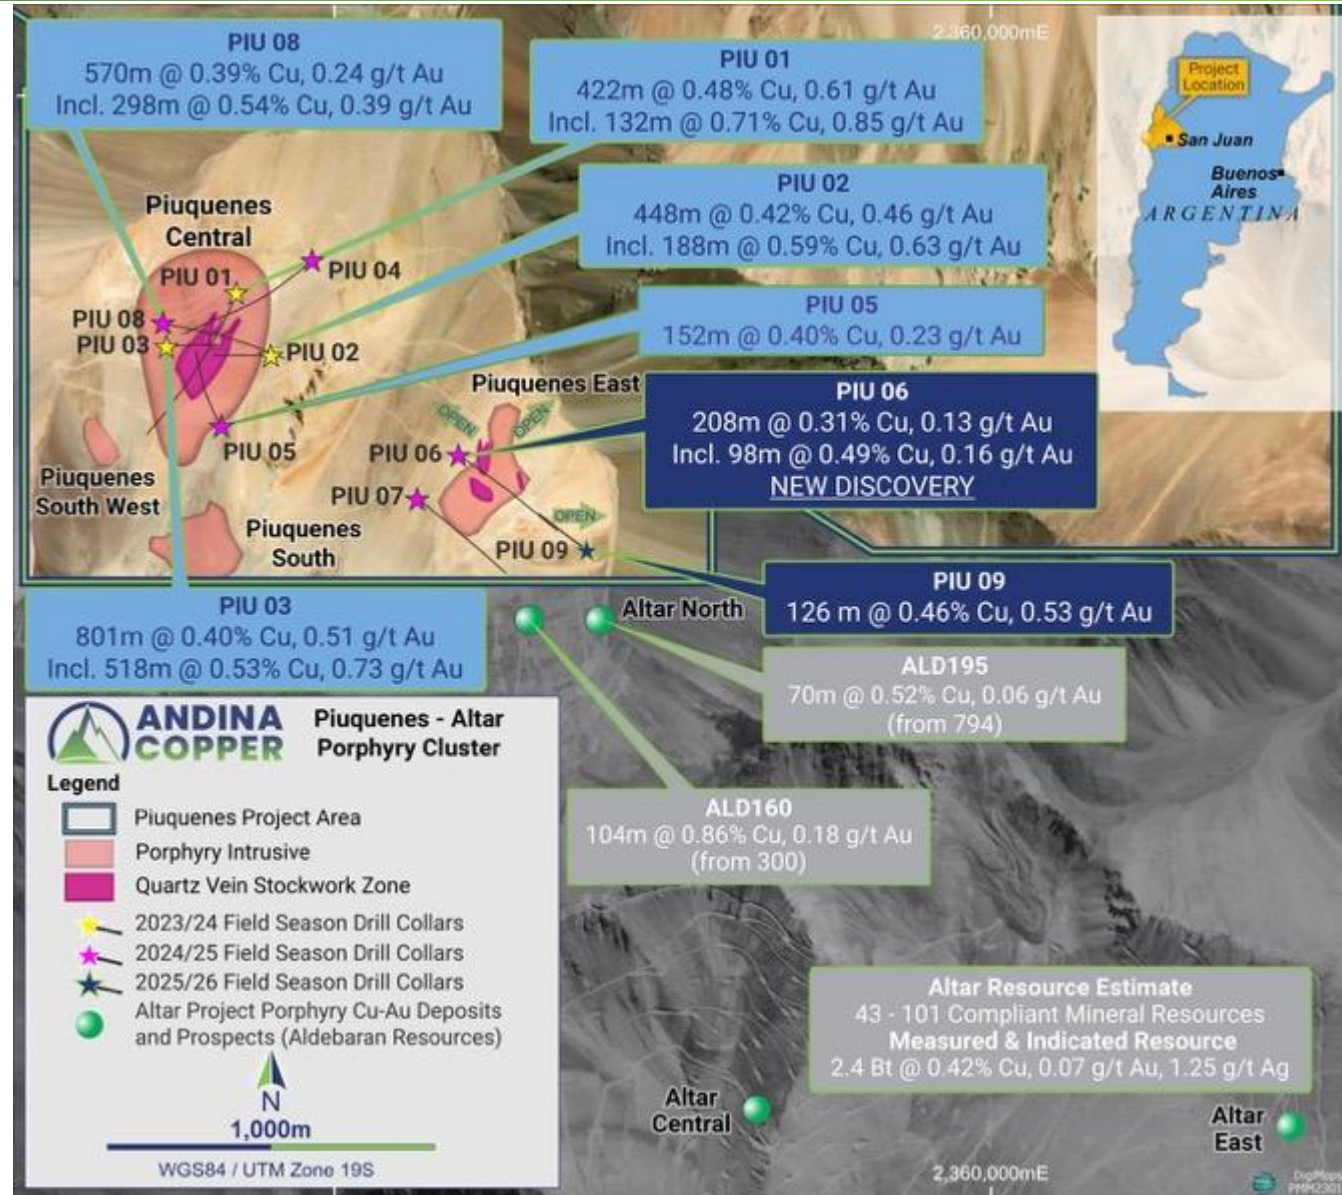 PIU 08
570m @ 0.39% Cu, 0.24 g/t Au
Incl. 298m @ 0.54% Cu, 0.39 g/t Au
2,360,000mE
PIU 01
422m @ 0.48% Cu, 0.61 g/t Au
Incl. 132m @ 0.71% Cu, 0.85 g/t Au
Project
Location
San Juan
Buenos
Aires
ARGENTINA
PIU 02
448m @ 0.42% Cu, 0.46 g/t Au
Incl. 188m @ 0.59% Cu, 0.63 g/t Au
Piuquenes
Central
PIU 01
PIU 04
PIU 08
PIU 03
PIU 02
PIU 05
152m @ 0.40% Cu, 0.23 g/t Au
Piuquenes East
OPEN
OPEN
PIU 05
PIU 06
PIU 07
PIU 06
208m @ 0.31% Cu, 0.13 g/t Au
Incl. 98m @ 0.49% Cu, 0.16 g/t Au
NEW DISCOVERY
Piuquenes
South West
Piuquenes
South
OPEN
PIU 09
PIU 09
126 m @ 0.46% Cu, 0.53 g/t Au
PIU 03
801m @ 0.40% Cu, 0.51 g/t Au
Incl. 518m @ 0.53% Cu, 0.73 g/t Au
Altar North
ALD195
70m @ 0.52% Cu, 0.06 g/t Au
(from 794)
ALD160
104m @ 0.86% Cu, 0.18 g/t Au
(from 300)
ANDINA
COPPER
Piuquenes - Altar
Porphyry Cluster
Legend
Piuquenes Project Area
Porphyry Intrusive
Quartz Vein Stockwork Zone
2023/24 Field Season Drill Collars
2024/25 Field Season Drill Collars
2025/26 Field Season Drill Collars
Altar Project Porphyry Cu-Au Deposits
and Prospects (Aldebaran Resources)
N
1,000m
WGS84 / UTM Zone 19S
Altar Resource Estimate
43 - 101 Compliant Mineral Resources
Measured & Indicated Resource
2.4 Bt @ 0.42% Cu, 0.07 g/t Au, 1.25 g/t Ag
Altar
Central
Altar
East
2,360,000mE